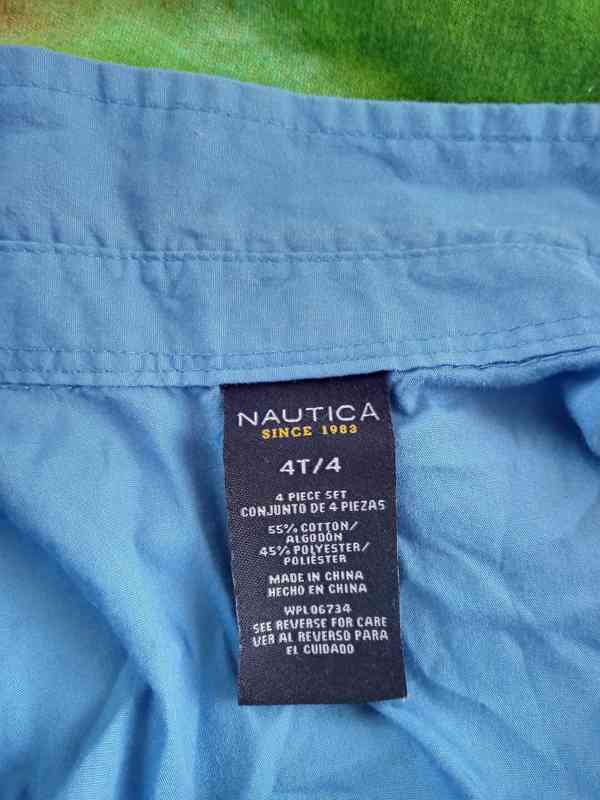 NAUTICA
SINCE 1983
4T/4
4 PIECE SET
CONJUNTO DE 4 PIEZAS
55% COTTON/
ALGODÓN
45% POLYESTER/
POLIÉSTER
MADE IN CHINA
HECHO EN CHINA
WPL06734
SEE REVERSE FOR CARE
VER AL REVERSO PARA
EL CUIDADO